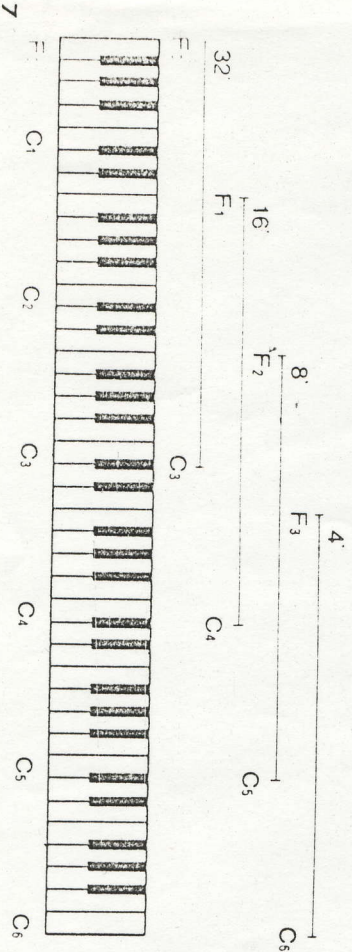 4'
8'
F₃ C₆
16'
F₂ C₅
32'
F₁ C₄
F C₃
F C₁ C₂ C₃ C₄ C₅ C₆
7